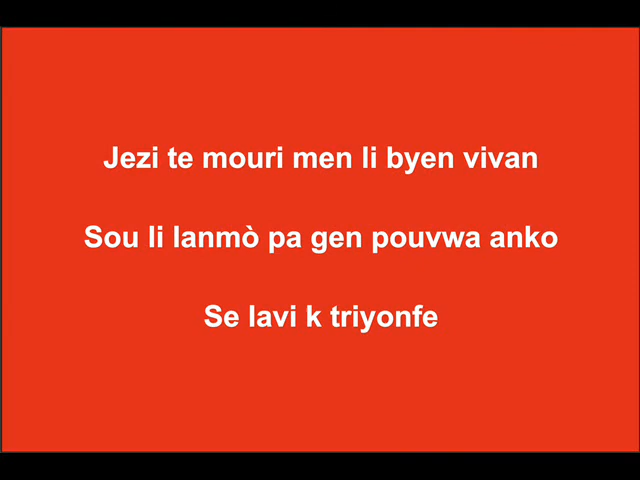 Jezi te mouri men li byen vivan
Sou li lanmò pa gen pouvwa anko
Se lavi k triyonfe